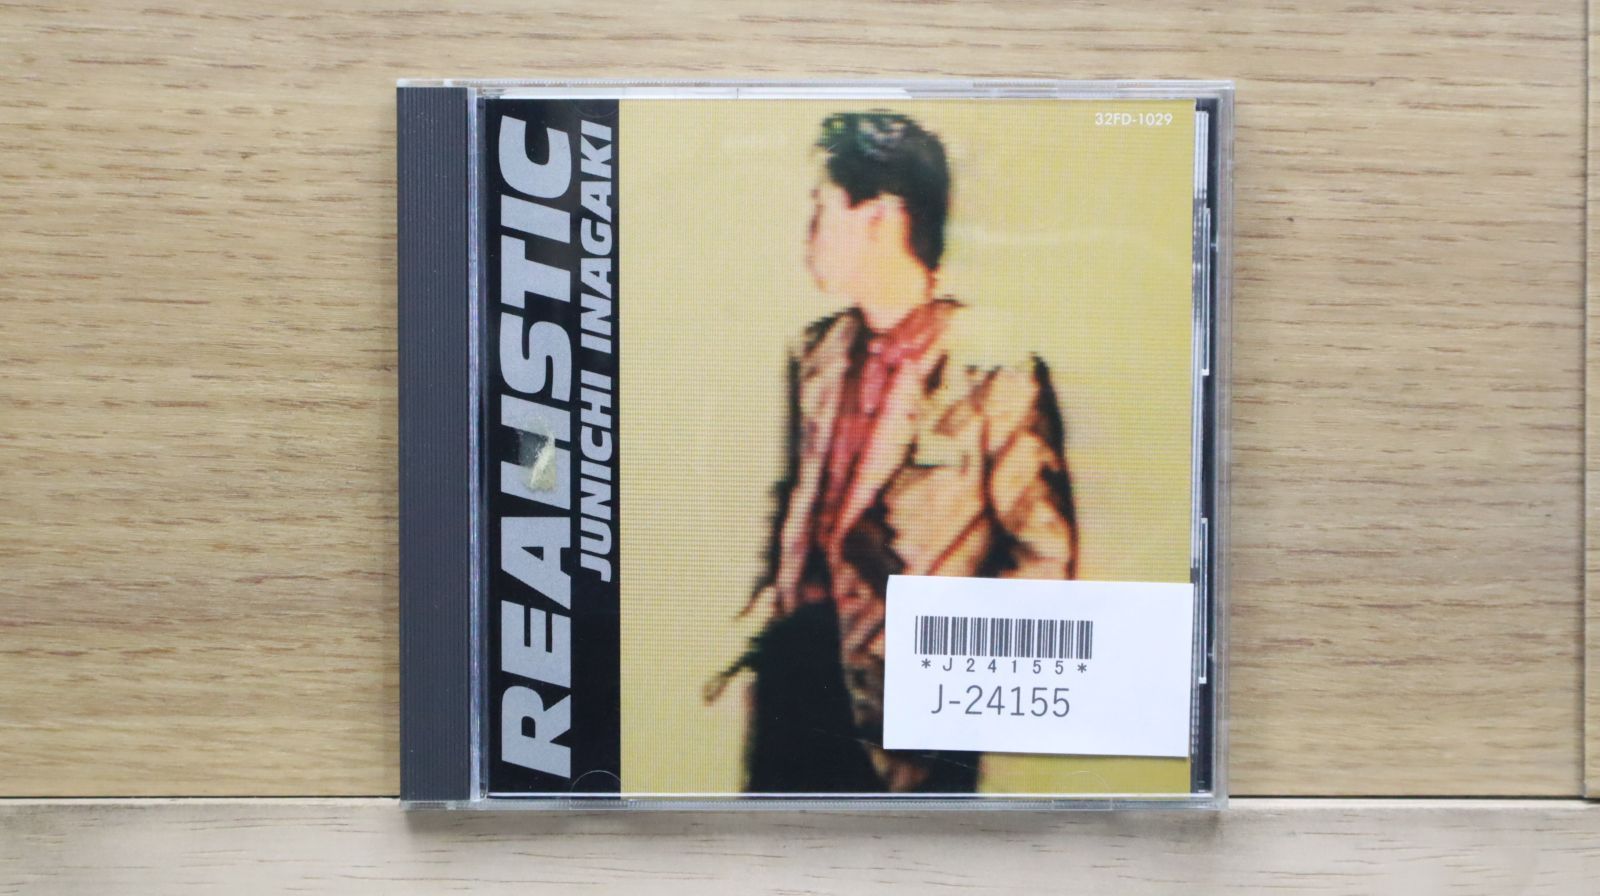 REALISTIC
JUNICHI INAGAKI
32FD-1029
*J24155*
J-24155